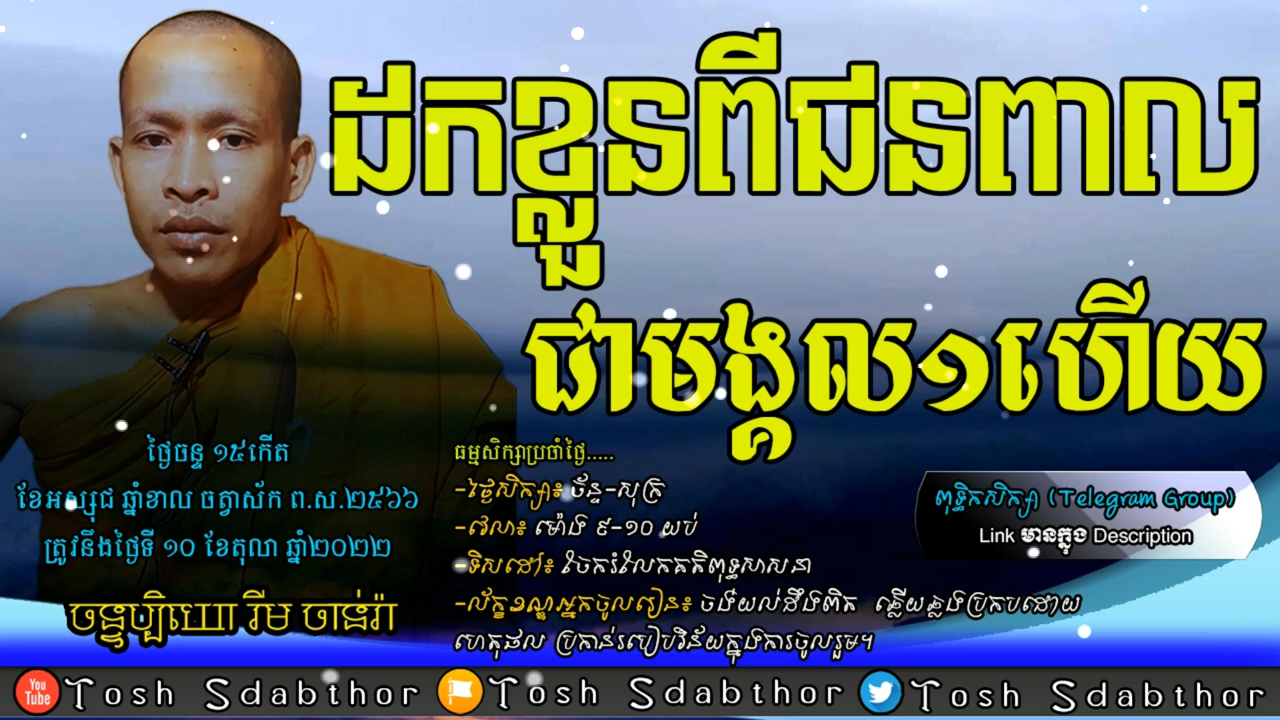 ដកខ្លួនពីជនពាល
ជាមង្គល១ហើយ
ថ្ងៃចន្ទ ១៥កើត
ខែអស្សុជ ឆ្នាំខាល ចត្វាស័ក ព.ស.២៥៦៦
ត្រូវនឹងថ្ងៃទី ១០ ខែតុលា ឆ្នាំ២០២២
ចន្ទប្បិយោ រីម ចាន់រ៉ា
ធម្មសិក្សាប្រចាំថ្ងៃ.....
-ថ្ងៃសិក្សា៖ ច័ន្ទ-សុក្រ
-វេលា៖ ម៉ោង ៩-១០ យប់
-ទិសដៅ៖ ចែករំលែកគតិពុទ្ធសាសនា
-ល័ក្ខខណ្ឌអ្នកចូលរៀន៖ ចង់យល់ដឹងពិត ឆ្លើយឆ្លងប្រកបដោយ
ហេតុផល ប្រកាន់របៀបវិន័យក្នុងការចូលរួម។
ពុទ្ធិកសិក្សា (Telegram Group)
Link មានក្នុង Description
You Tube Tosh Sdabthor Tosh Sdabthor Tosh Sdabthor